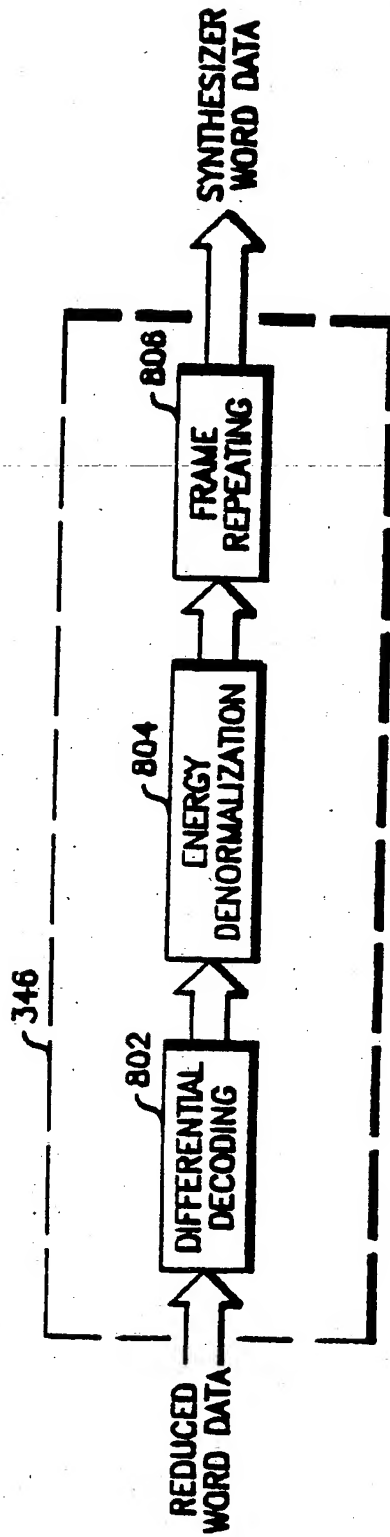 346
REDUCED
WORD DATA
802
DIFFERENTIAL
DECODING
804
ENERGY
DENORMALIZATION
806
FRAME
REPEATING
SYNTHESIZER
WORD DATA